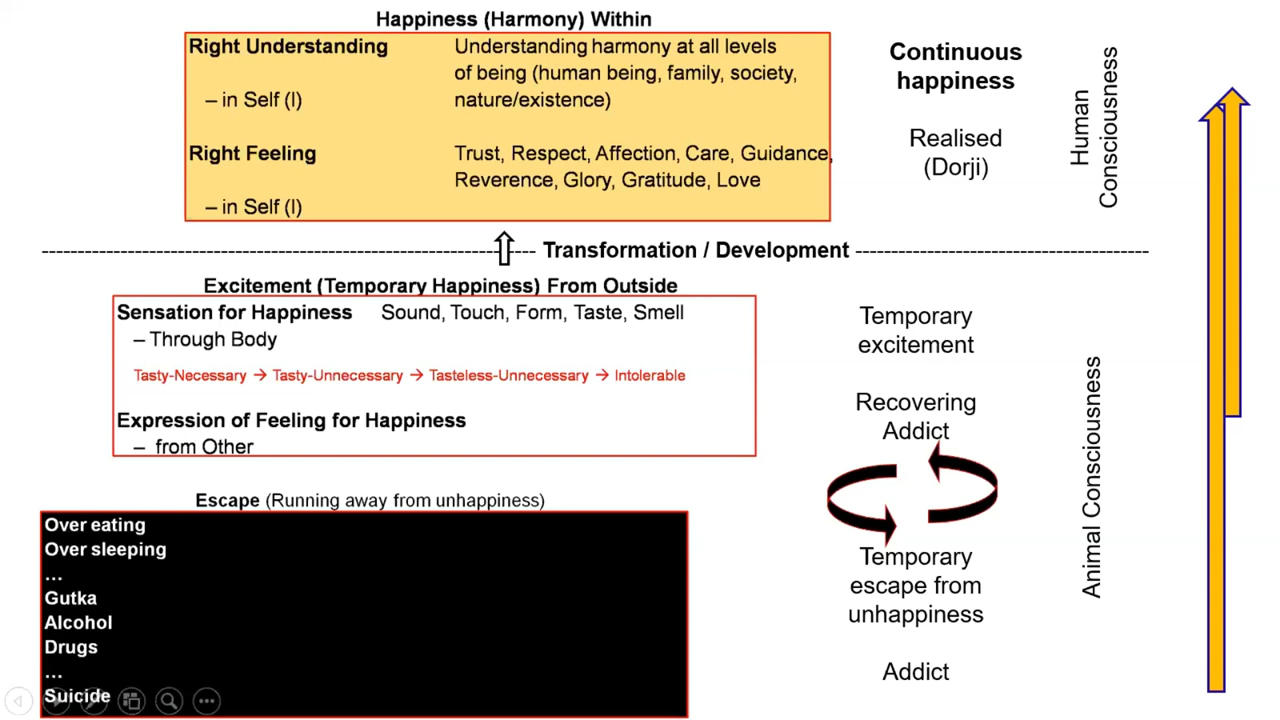 Happiness (Harmony) Within
Right Understanding
– in Self (I)
Understanding harmony at all levels
of being (human being, family, society,
nature/existence)
Right Feeling
– in Self (I)
Trust, Respect, Affection, Care, Guidance,
Reverence, Glory, Gratitude, Love
Continuous
happiness
Realised
(Dorji)
Human
Consciousness
Transformation / Development
Excitement (Temporary Happiness) From Outside
Sensation for Happiness Sound, Touch, Form, Taste, Smell
– Through Body
Tasty-Necessary → Tasty-Unnecessary → Tasteless-Unnecessary → Intolerable
Expression of Feeling for Happiness
– from Other
Temporary
excitement
Recovering
Addict
Animal Consciousness
Escape (Running away from unhappiness)
Over eating
Over sleeping
...
Gutka
Alcohol
Drugs
...
Suicide
Temporary
escape from
unhappiness
Addict